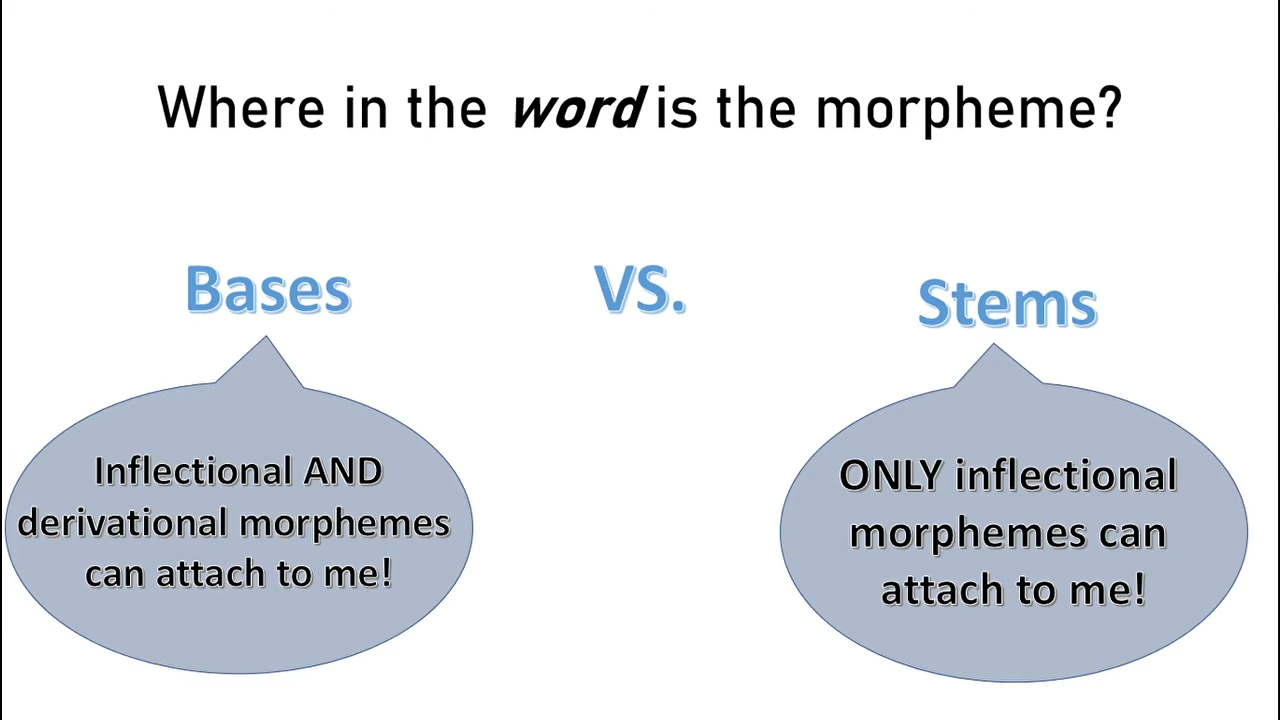 Where in the word is the morpheme?
Bases
VS.
Stems
Inflectional AND
derivational morphemes
can attach to me!
ONLY inflectional
morphemes can
attach to me!